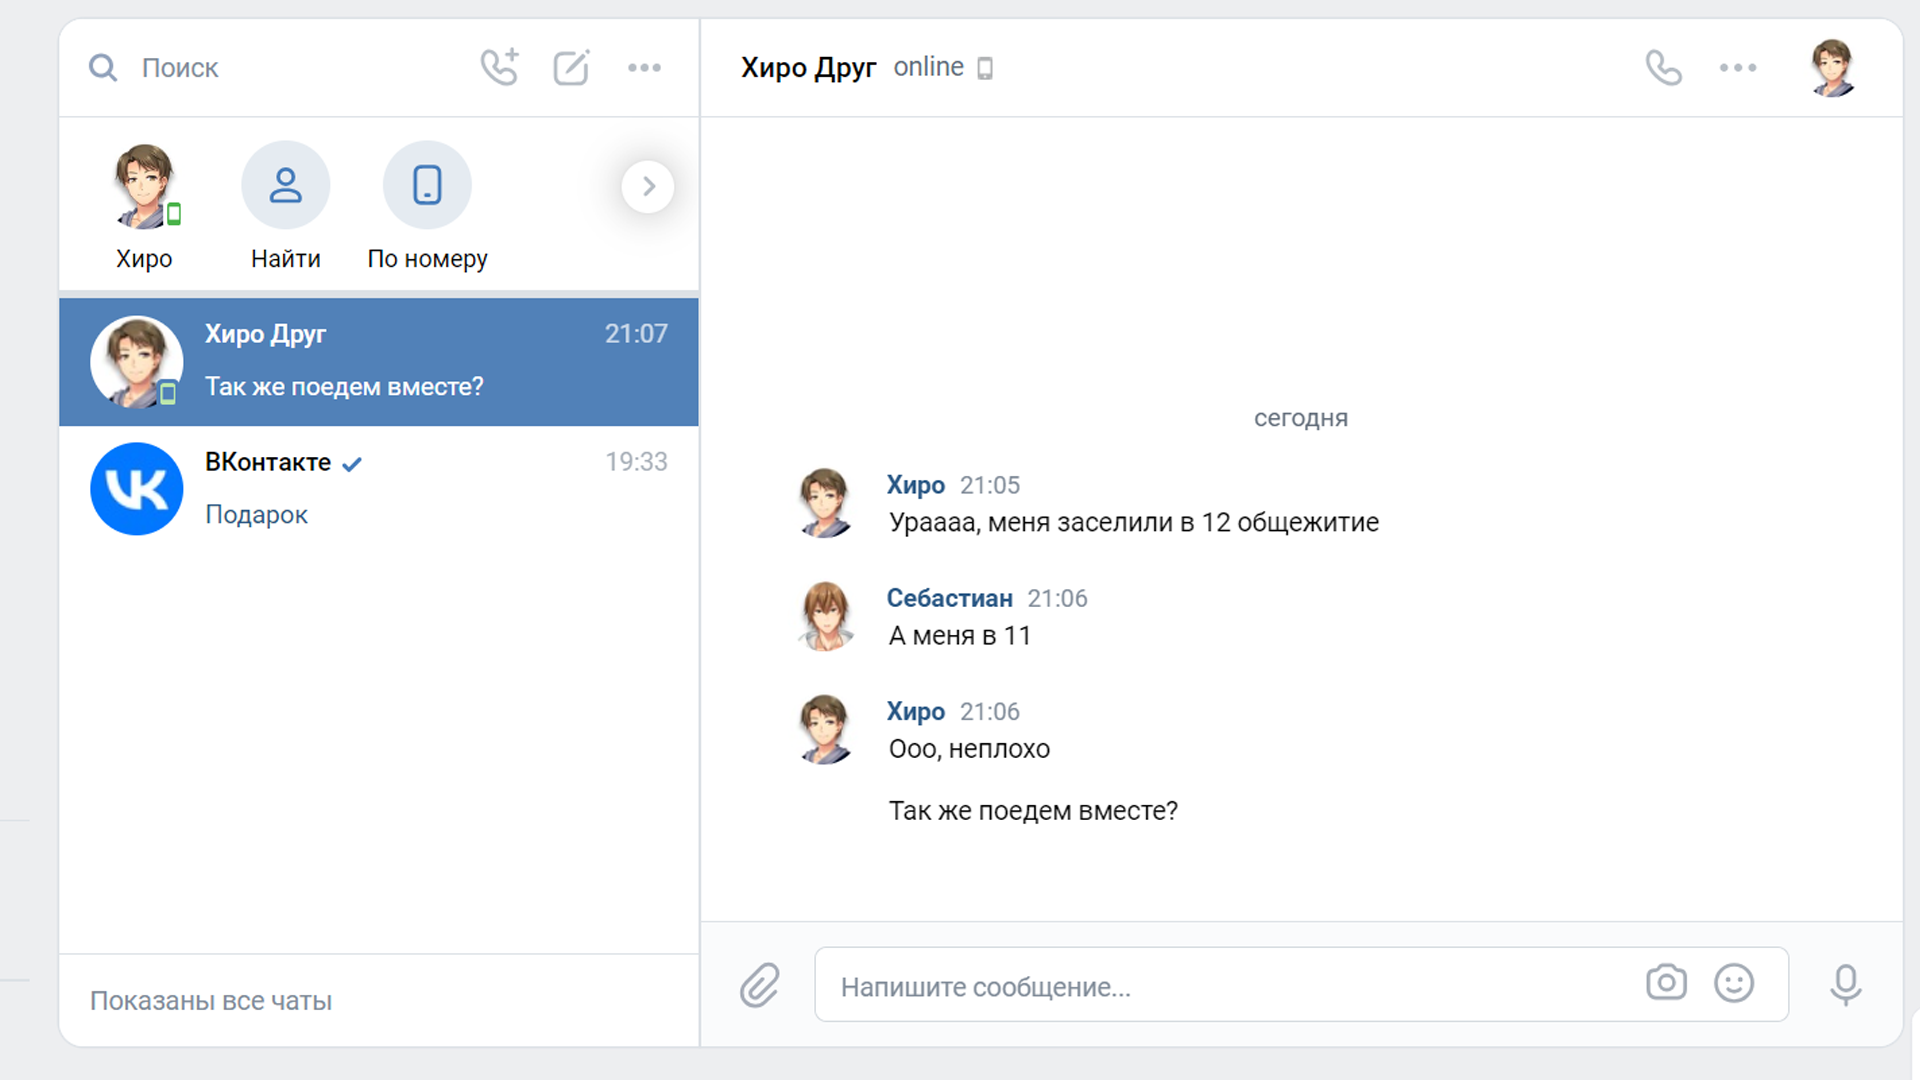 Поиск
Хиро
Найти
По номеру
Хиро Друг 21:07
Так же поедем вместе?
VK
ВКонтакте 19:33
Подарок
Показаны все чаты
Хиро Друг online
сегодня
Хиро 21:05
Ураааа, меня заселили в 12 общежитие
Себастиан 21:06
А меня в 11
Хиро 21:06
Ооо, неплохо
Так же поедем вместе?
Напишите сообщение...